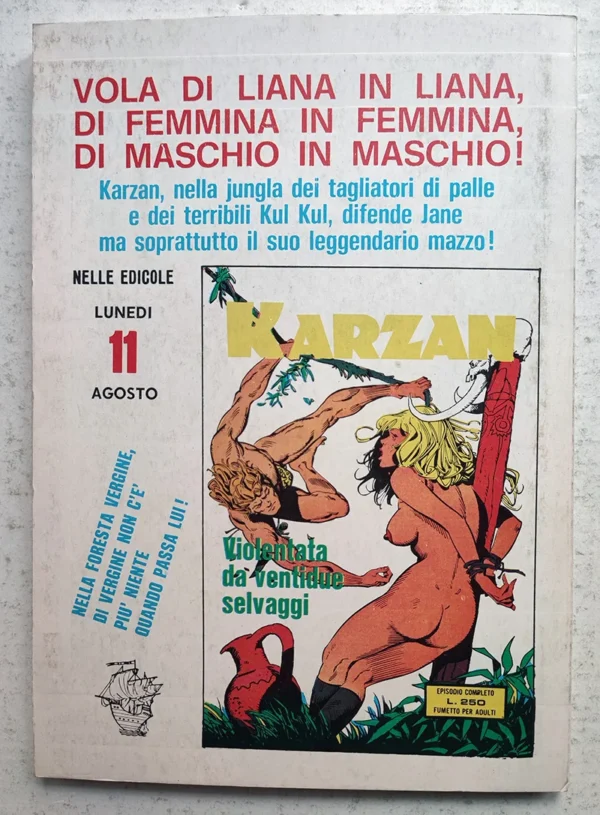 VOLA DI LIANA IN LIANA,
DI FEMMINA IN FEMMINA,
DI MASCHIO IN MASCHIO!
Karzan, nella jungla dei tagliatori di palle
e dei terribili Kul Kul, difende Jane
ma soprattutto il suo leggendario mazzo!
NELLE EDICOLE
LUNEDI
11
AGOSTO
NELLA FORESTA VERGINE,
DI VERGINE NON C'E'
PIU' NIENTE
QUANDO PASSA LUI!
KARZAN
Violentata
da ventidue
selvaggi
EPISODIO COMPLETO
L. 250
FUMETTO PER ADULTI